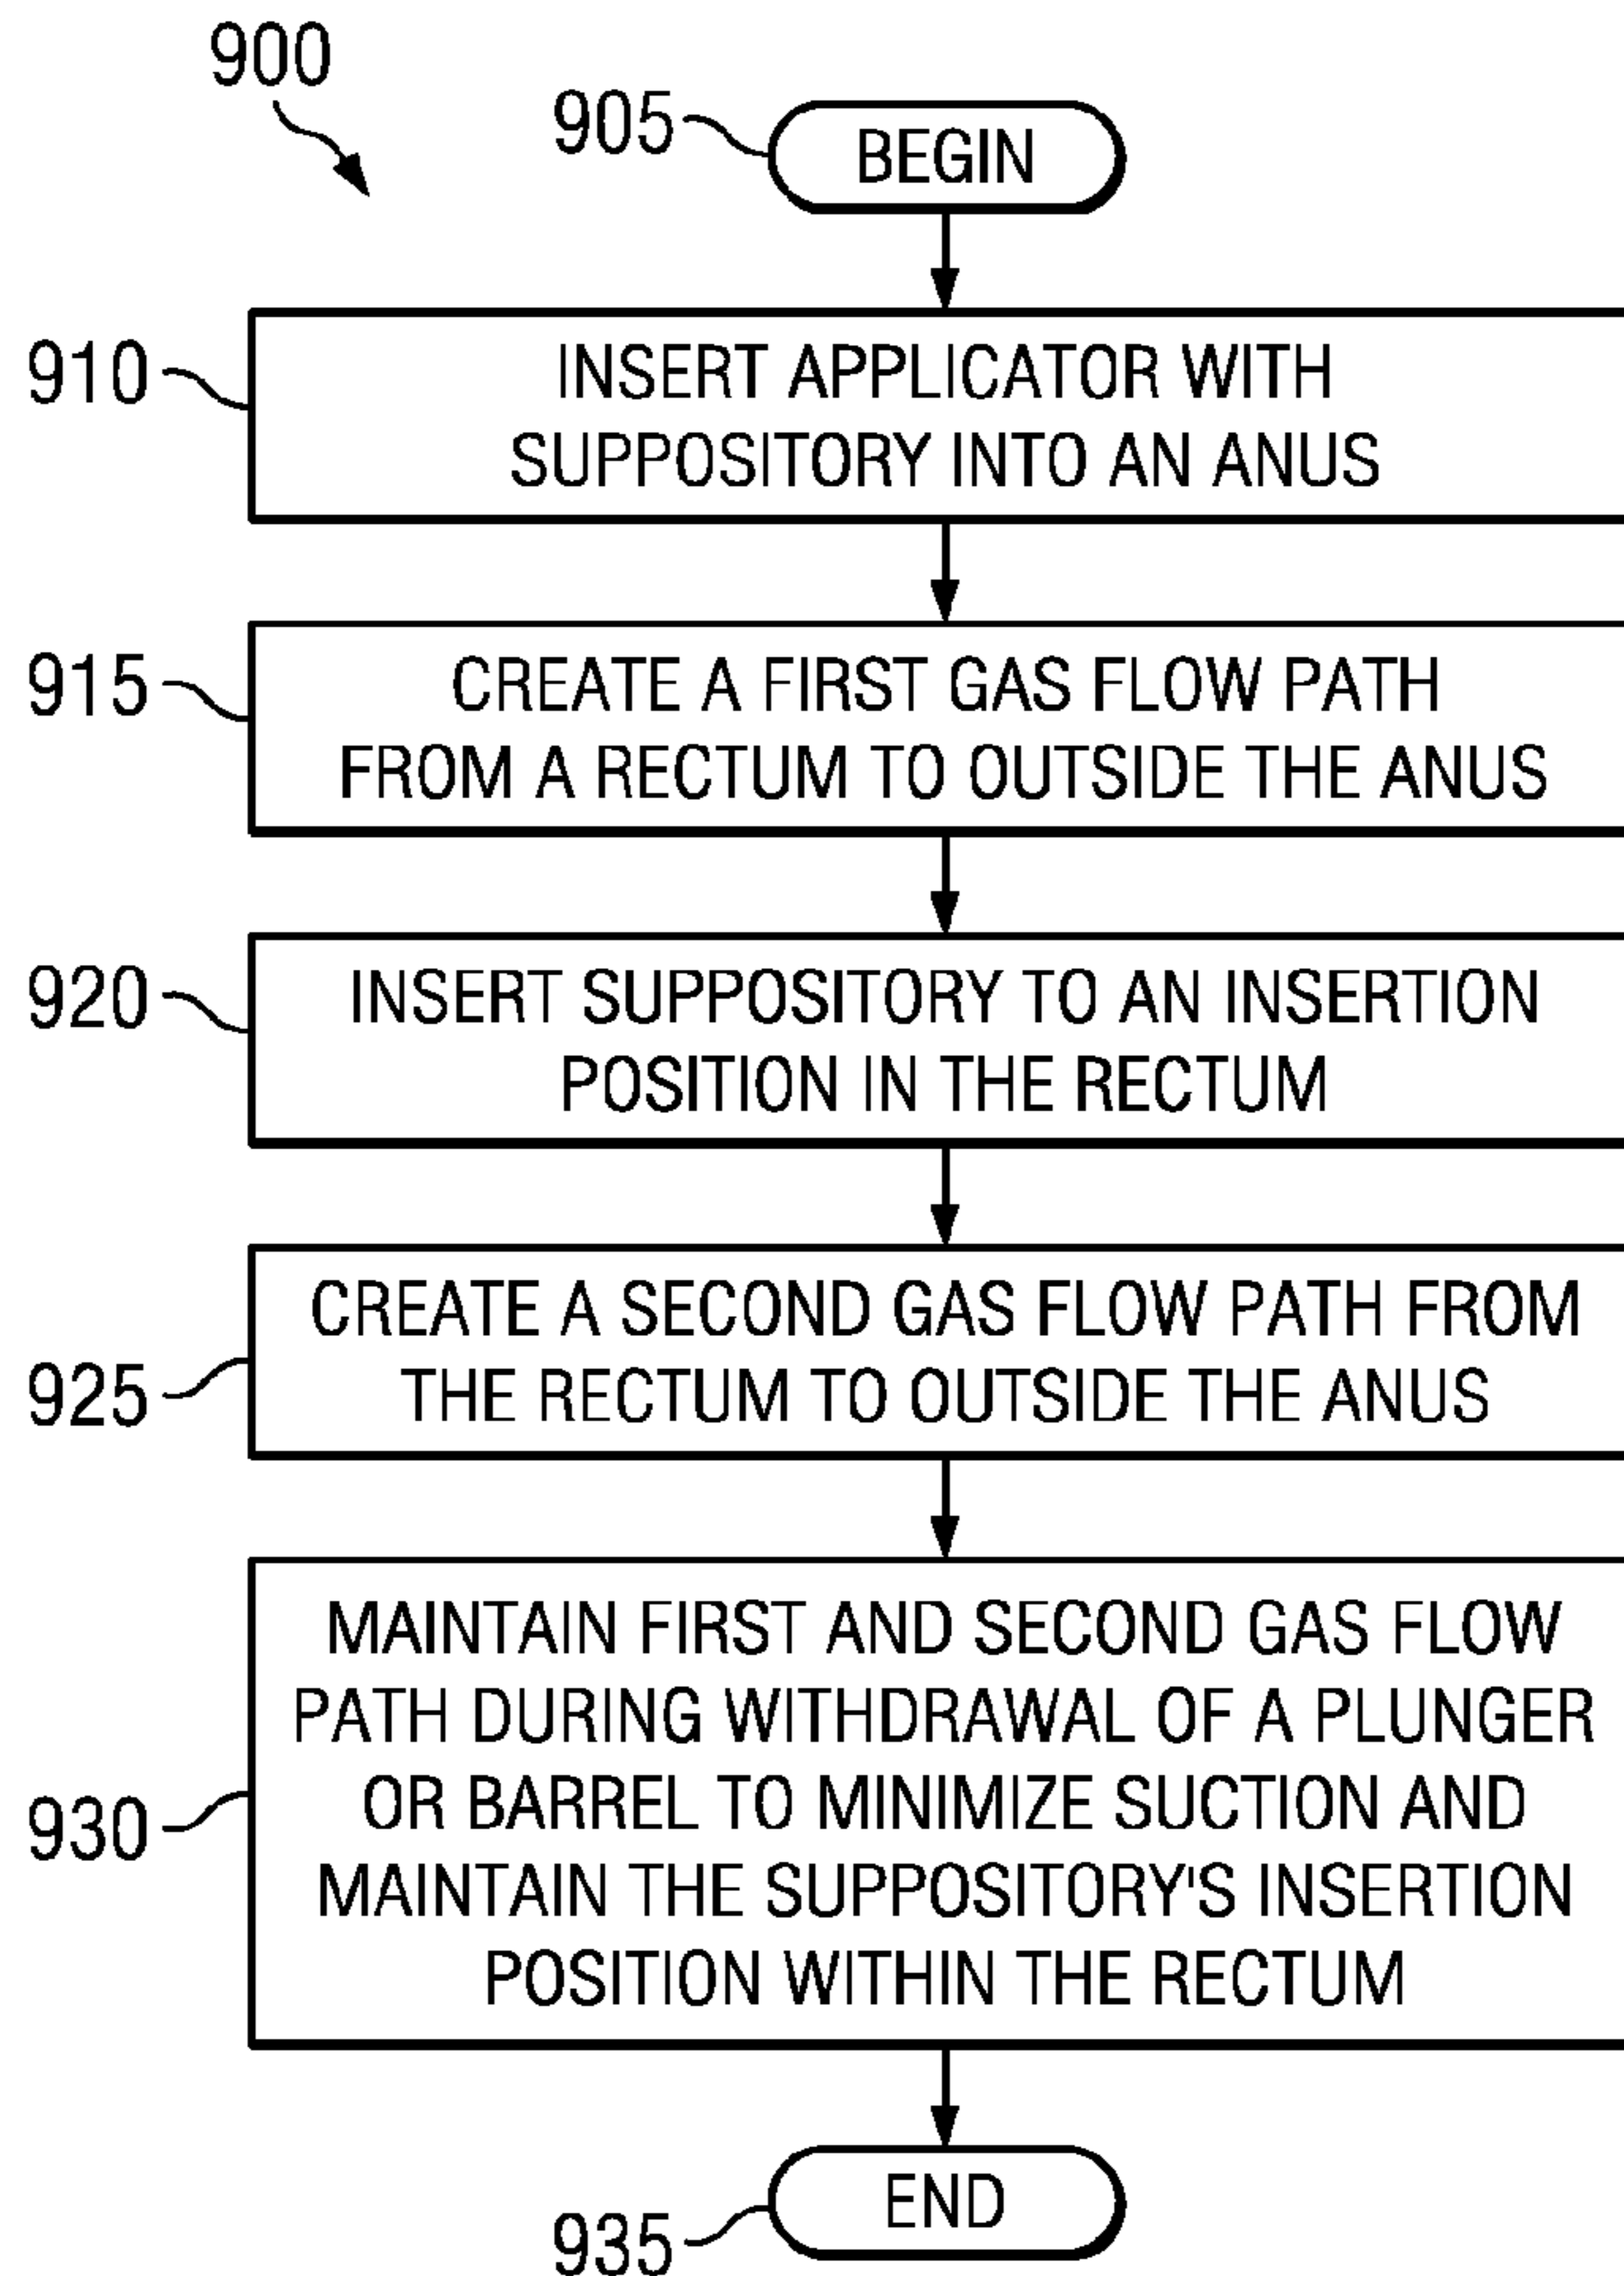 900
905
BEGIN
910
INSERT APPLICATOR WITH
SUPPOSITORY INTO AN ANUS
915
CREATE A FIRST GAS FLOW PATH
FROM A RECTUM TO OUTSIDE THE ANUS
920
INSERT SUPPOSITORY TO AN INSERTION
POSITION IN THE RECTUM
925
CREATE A SECOND GAS FLOW PATH FROM
THE RECTUM TO OUTSIDE THE ANUS
930
MAINTAIN FIRST AND SECOND GAS FLOW
PATH DURING WITHDRAWAL OF A PLUNGER
OR BARREL TO MINIMIZE SUCTION AND
MAINTAIN THE SUPPOSITORY'S INSERTION
POSITION WITHIN THE RECTUM
935
END